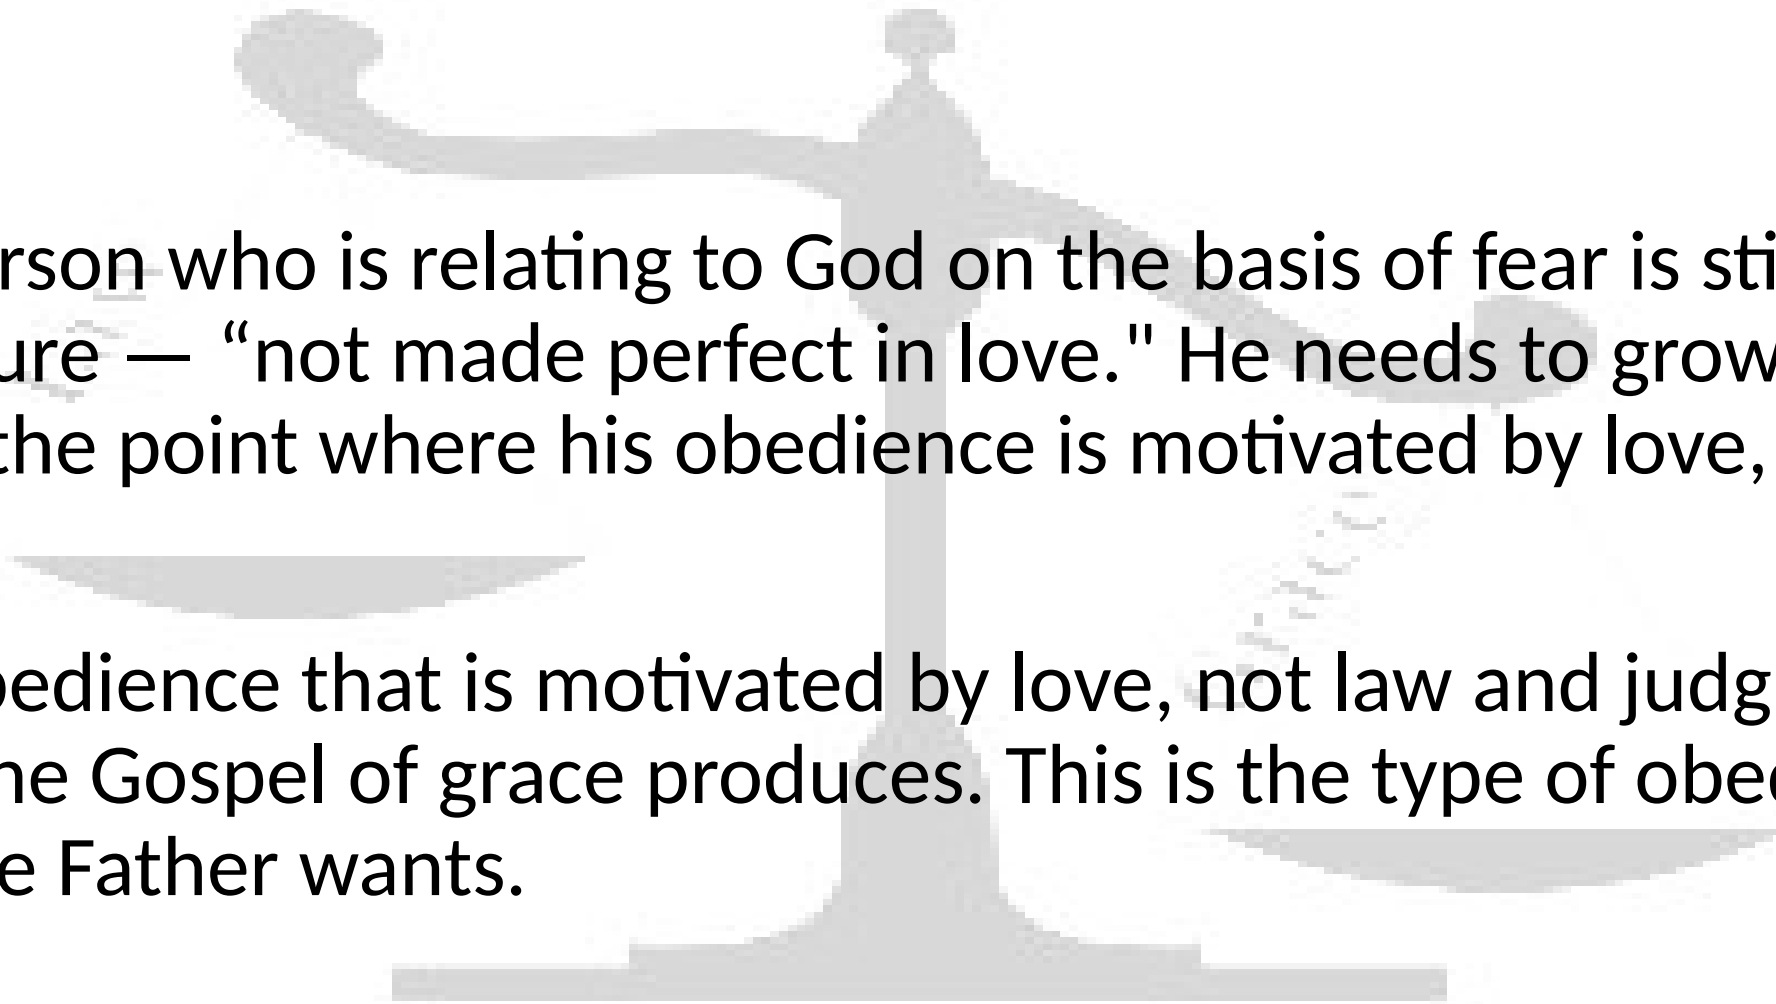 rson who is relating to God on the basis of fear is sti
ure — “not made perfect in love." He needs to grow
the point where his obedience is motivated by love,
bedience that is motivated by love, not law and judg
he Gospel of grace produces. This is the type of obed
e Father wants.